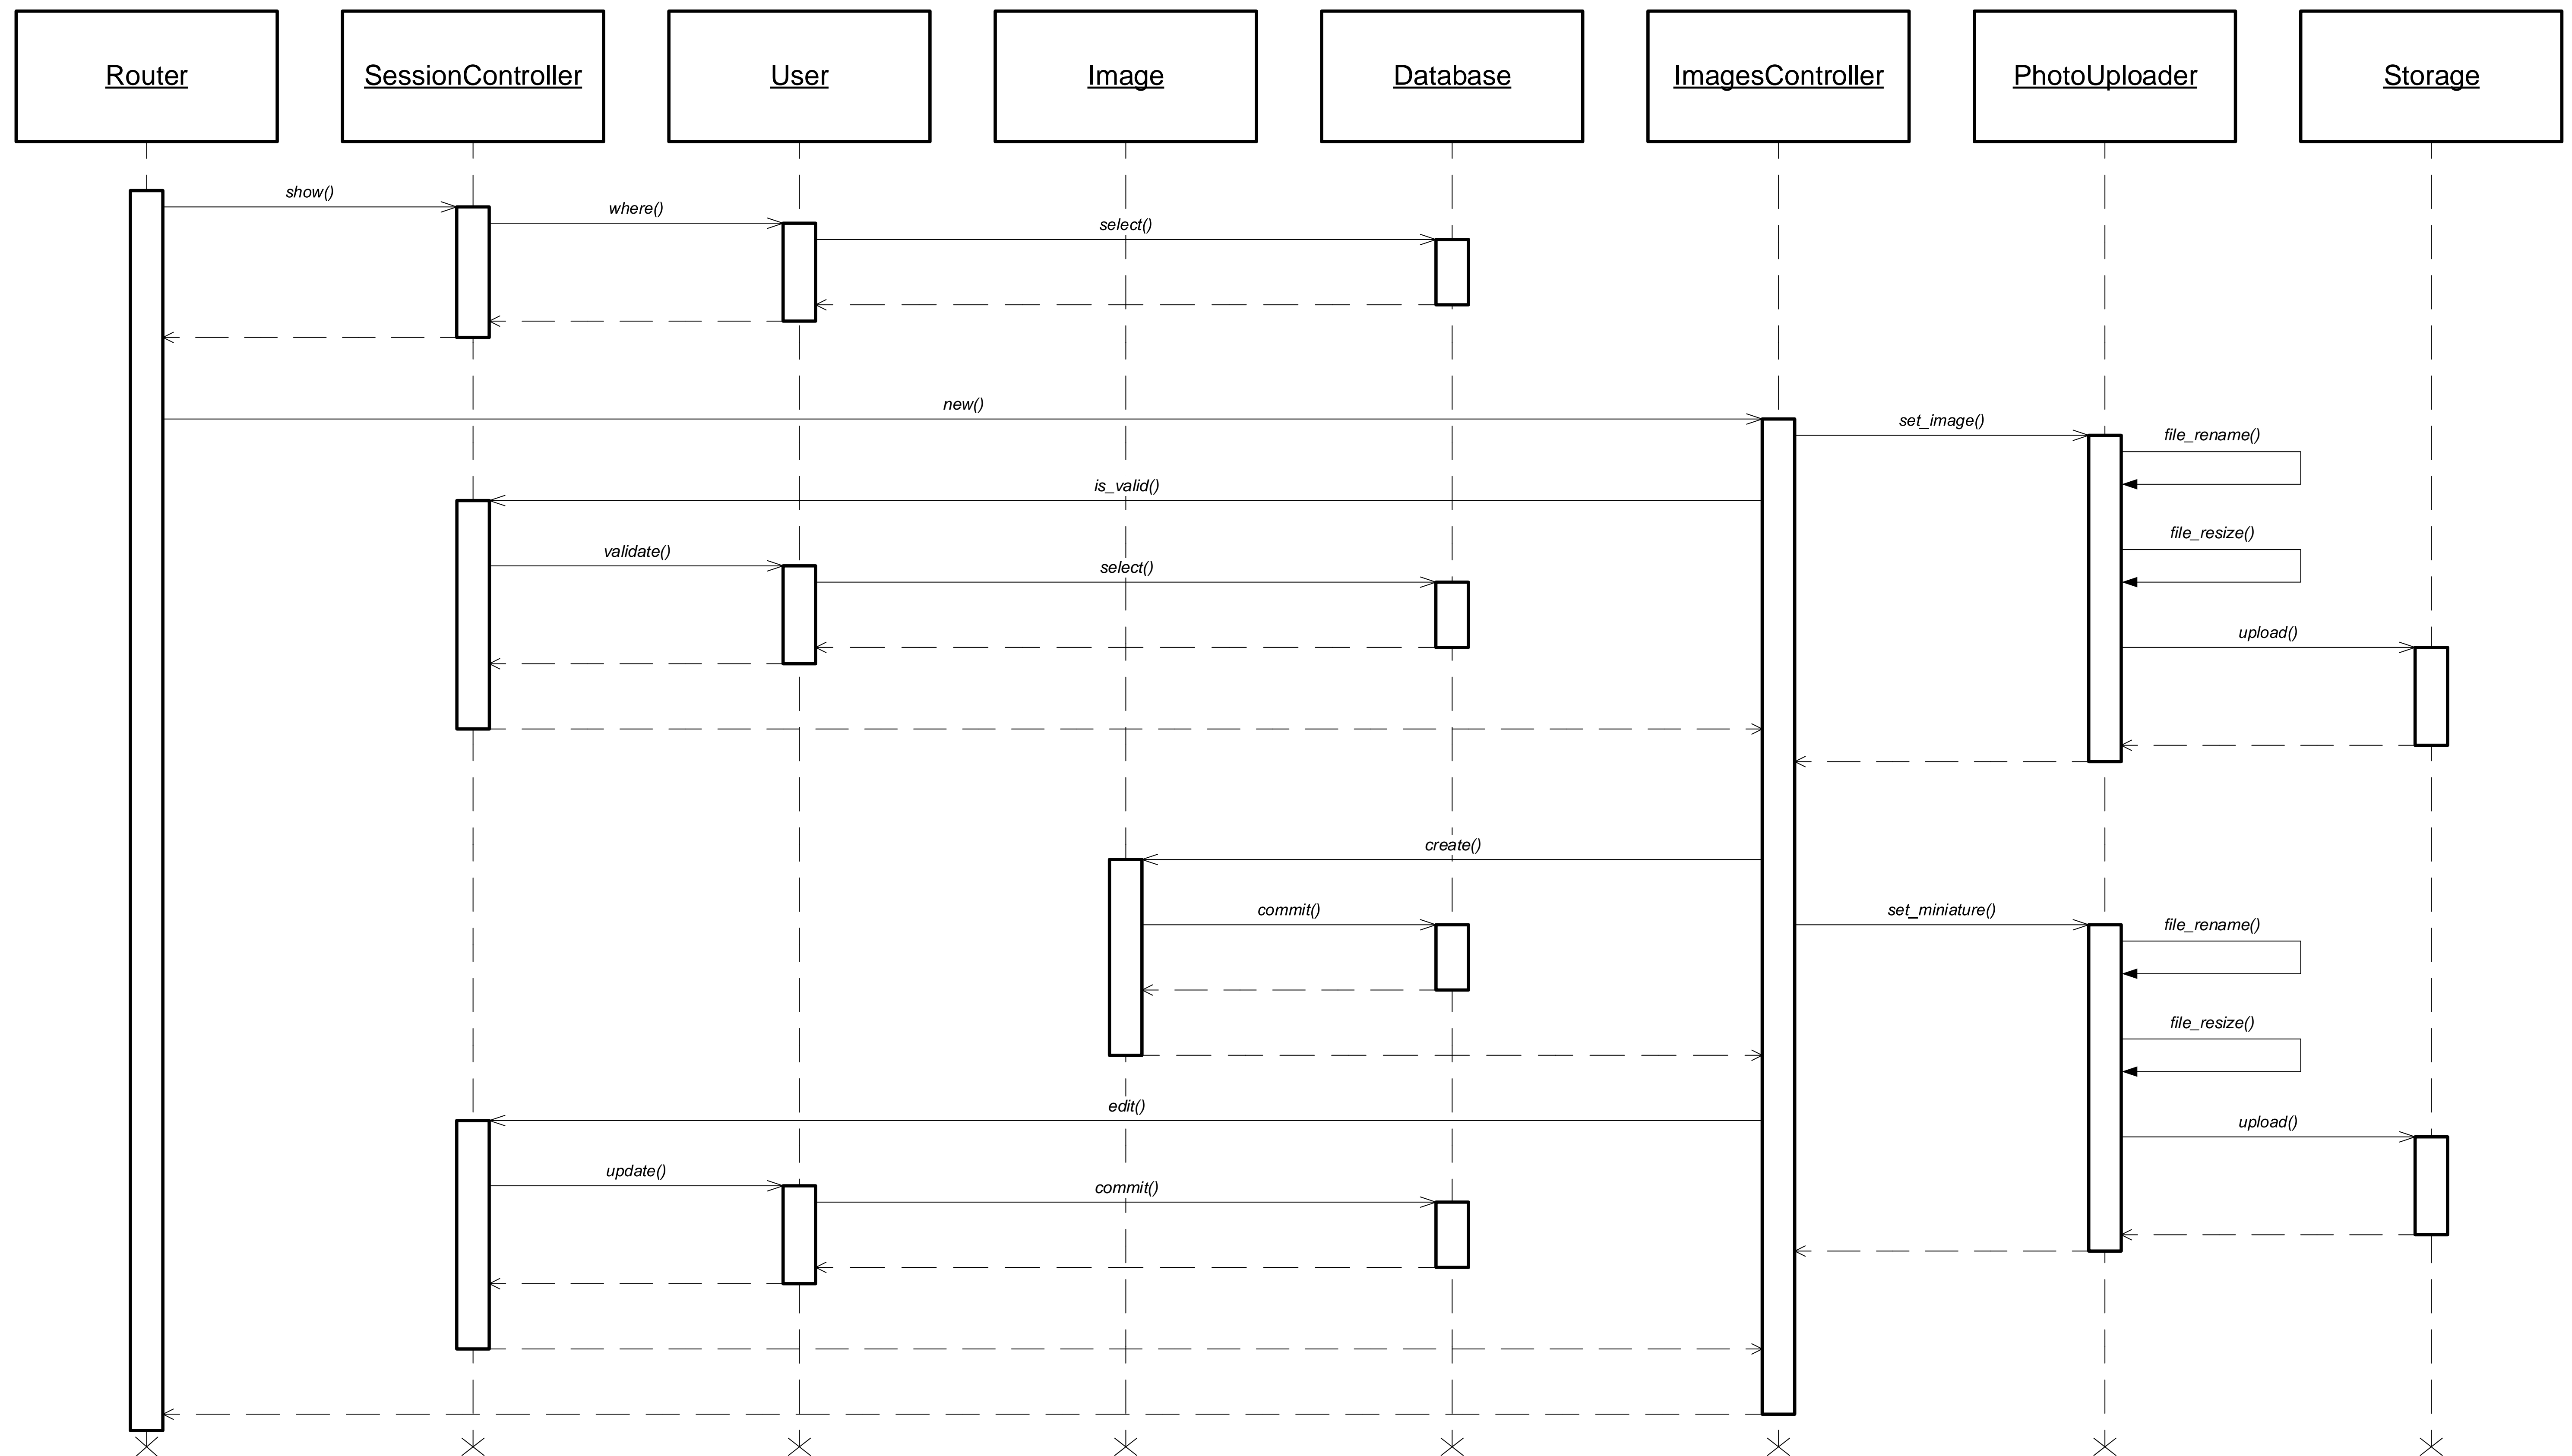 Router
SessionController
User
Image
Database
ImagesController
PhotoUploader
Storage
show()
where()
select()
new()
set_image()
file_rename()
is_valid()
file_resize()
validate()
select()
upload()
create()
commit()
set_miniature()
file_rename()
file_resize()
edit()
upload()
update()
commit()